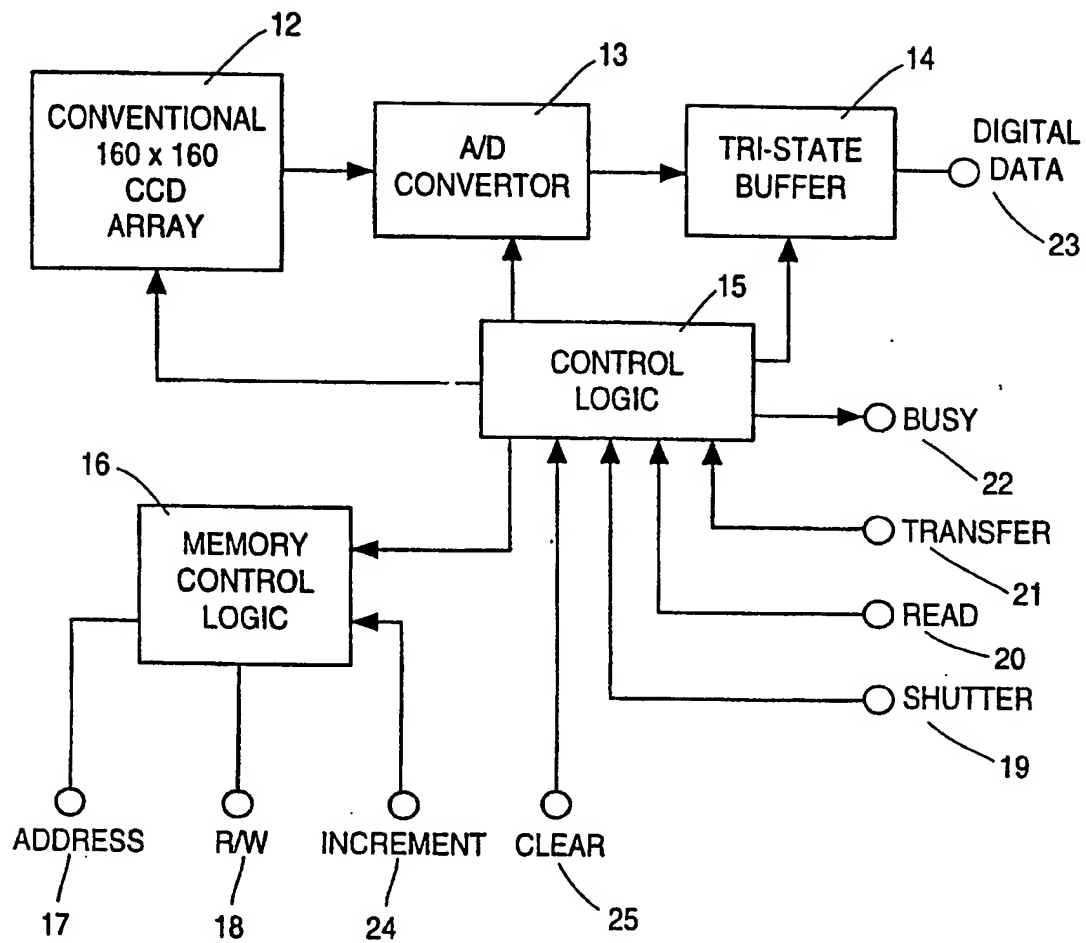 12
13
14
CONVENTIONAL
160 x 160
CCD
ARRAY
A/D
CONVERTOR
TRI-STATE
BUFFER
DIGITAL
DATA
23
15
CONTROL
LOGIC
BUSY
22
16
MEMORY
CONTROL
LOGIC
TRANSFER
21
READ
20
SHUTTER
19
ADDRESS
R/W
INCREMENT
CLEAR
17
18
24
25